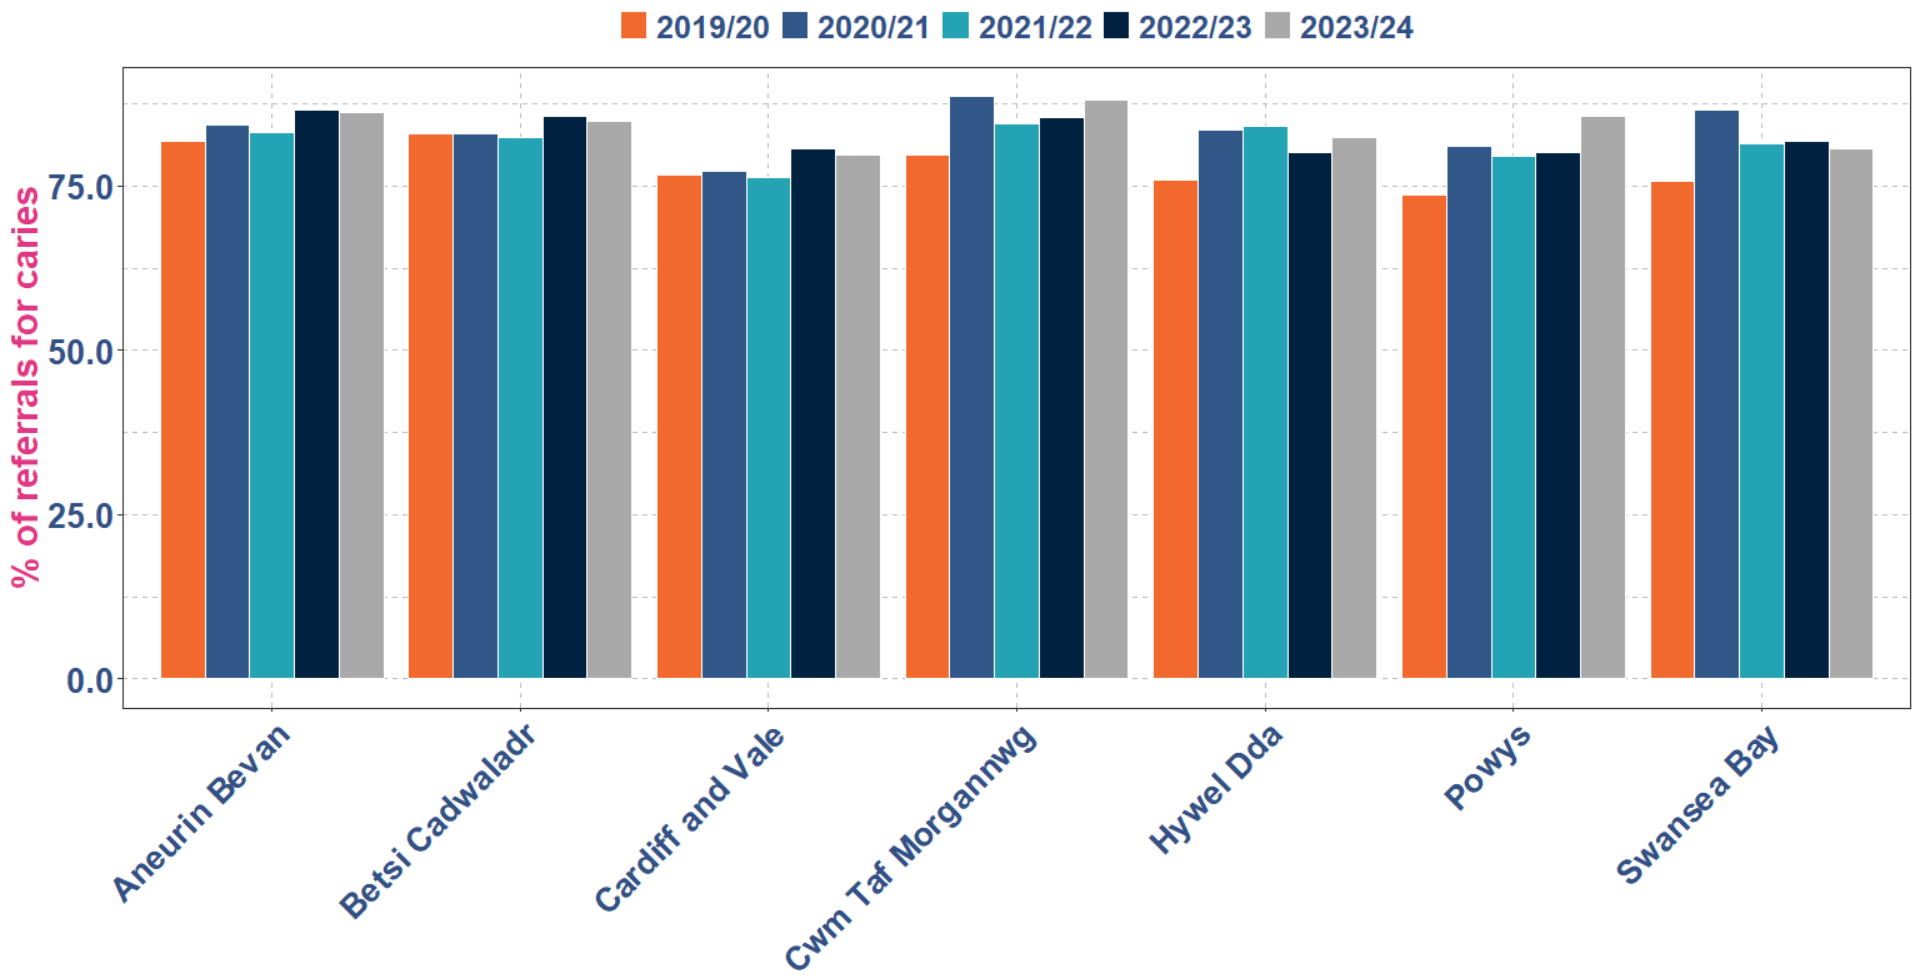 2019/20 2020/21 2021/22 2022/23 2023/24
% of referrals for caries
75.0
50.0
25.0
0.0
Aneurin Bevan
Betsi Cadwaladr
Cardiff and Vale
Cwm Taf Morgannwg
Hywel Dda
Powys
Swansea Bay